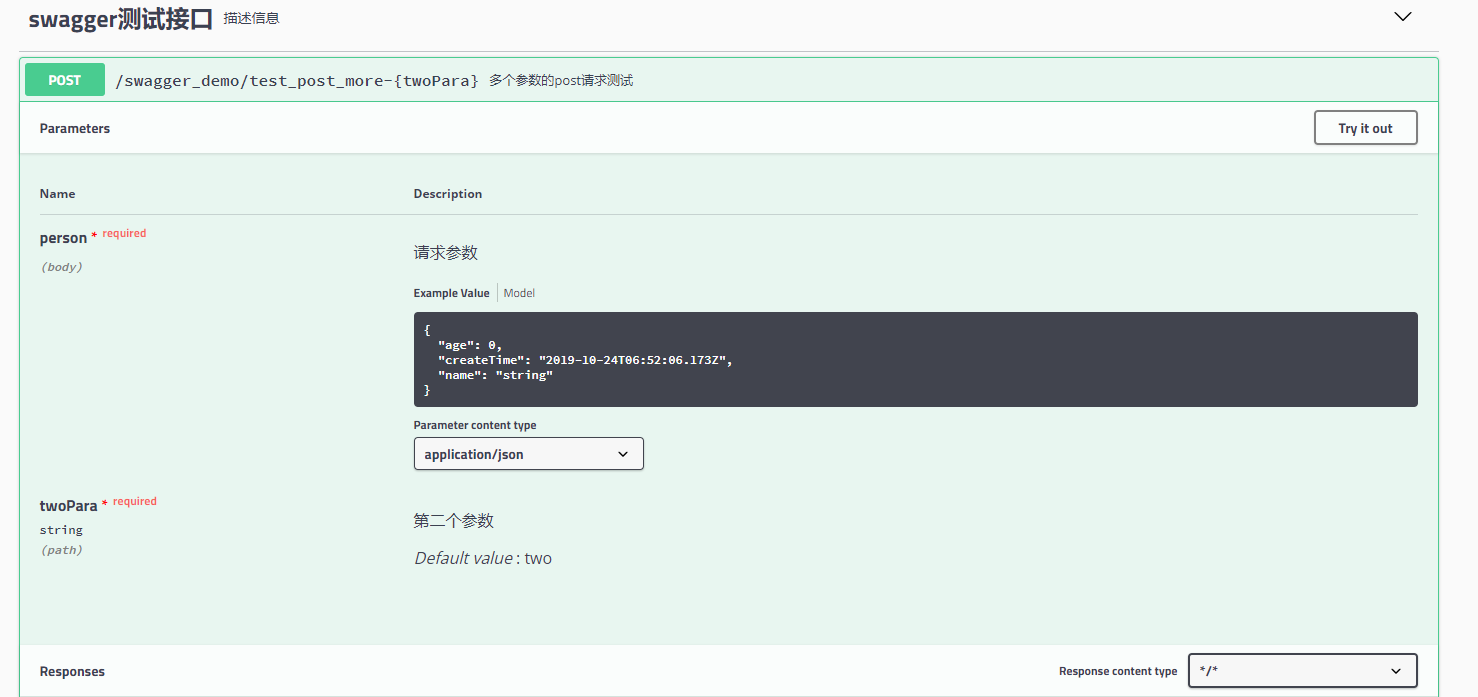 swagger测试接口 描述信息
POST /swagger_demo/test_post_more-{twoPara} 多个参数的post请求测试
Parameters Try it out
Name Description
person * required
(body)
请求参数
Example Value Model
{
"age": 0,
"createTime": "2019-10-24T06:52:06.173Z",
"name": "string"
}
Parameter content type
application/json
twoPara * required
string
(path)
第二个参数
Default value : two
Responses Response content type */*